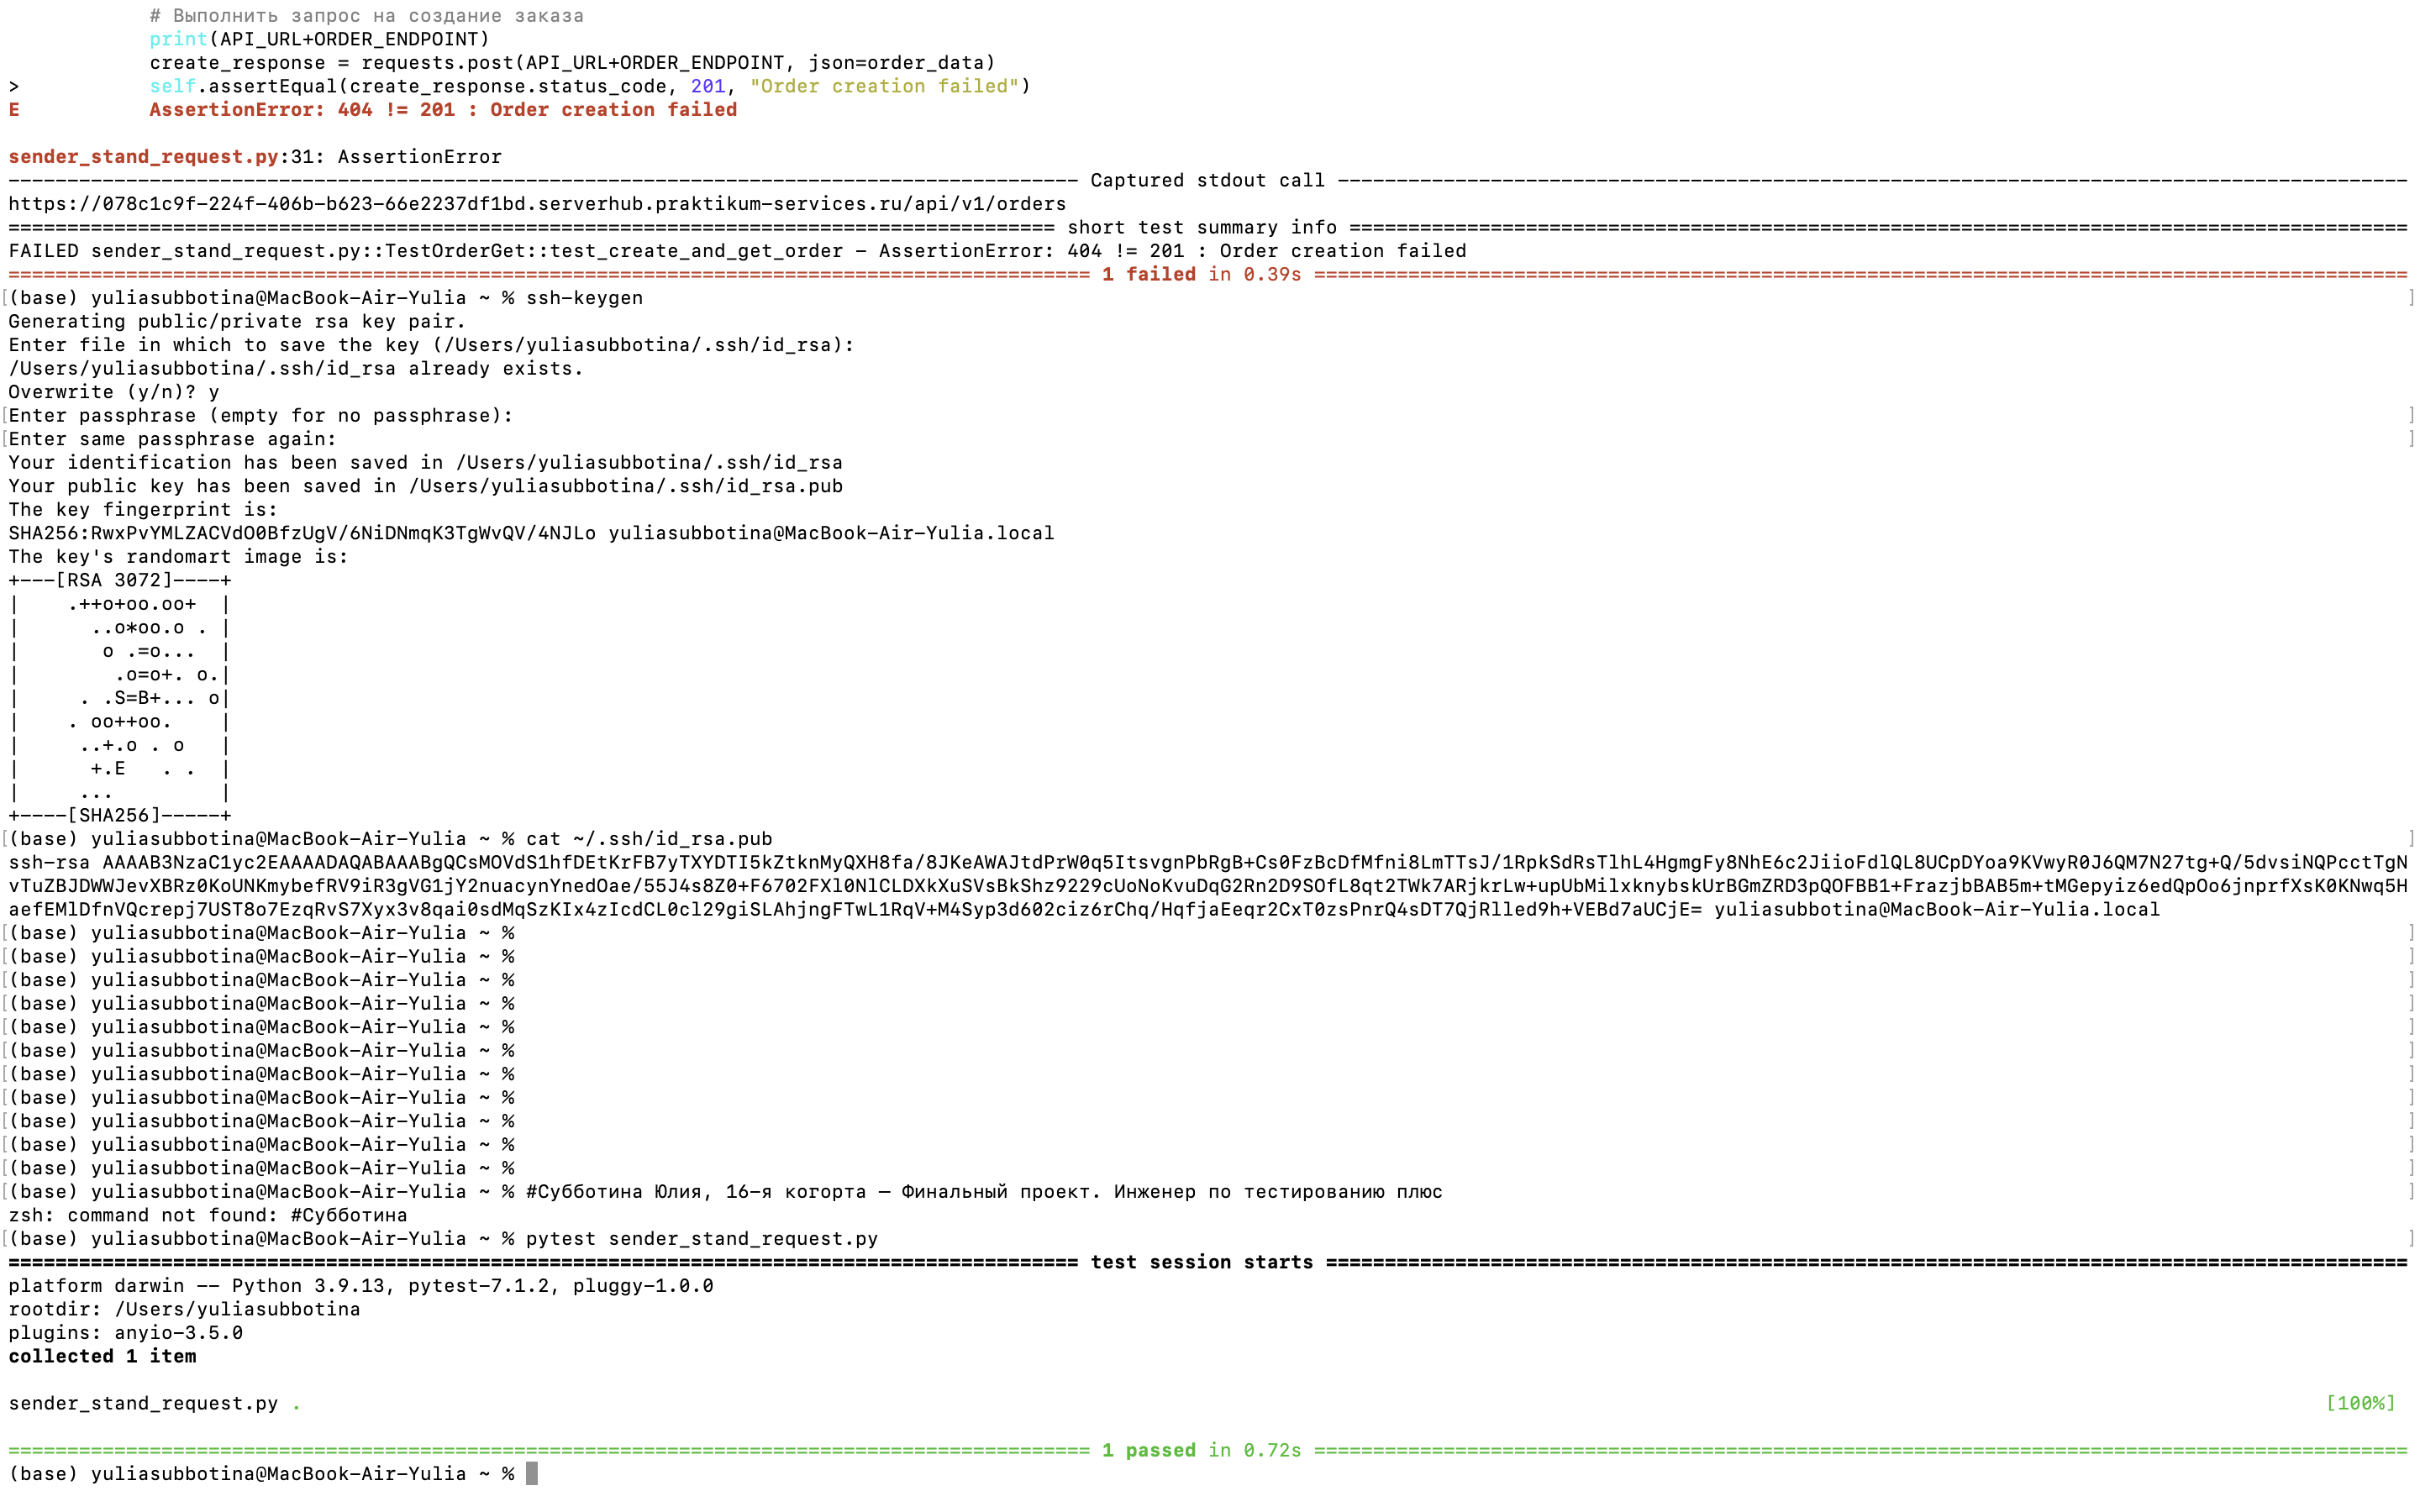 # Выполнить запрос на создание заказа
print(API_URL+ORDER_ENDPOINT)
create_response = requests.post(API_URL+ORDER_ENDPOINT, json=order_data)
> self.assertEqual(create_response.status_code, 201, "Order creation failed")
E AssertionError: 404 != 201 : Order creation failed
sender_stand_request.py:31: AssertionError
Captured stdout call
https://078c1c9f-224f-406b-b623-66e2237df1bd.serverhub.praktikum-services.ru/api/v1/orders
short test summary info
FAILED sender_stand_request.py::TestOrderGet::test_create_and_get_order - AssertionError: 404 != 201 : Order creation failed
1 failed in 0.39s
(base) yuliasubbotina@MacBook-Air-Yulia ~ % ssh-keygen
Generating public/private rsa key pair.
Enter file in which to save the key (/Users/yuliasubbotina/.ssh/id_rsa):
/Users/yuliasubbotina/.ssh/id_rsa already exists.
Overwrite (y/n)? y
Enter passphrase (empty for no passphrase):
Enter same passphrase again:
Your identification has been saved in /Users/yuliasubbotina/.ssh/id_rsa
Your public key has been saved in /Users/yuliasubbotina/.ssh/id_rsa.pub
The key fingerprint is:
SHA256:RwxPvYMLZACVdO0BfzUgV/6NiDNmqK3TgWvQV/4NJLo yuliasubbotina@MacBook-Air-Yulia.local
The key's randomart image is:
+---[RSA 3072]----+
|    .++o+oo.oo+  |
|      ..o*oo.o . |
|       o .=o...  |
|        .o=o+. o.|
|     . .S=B+... o|
|    . oo++oo.    |
|     ..+.o . o   |
|      +.E   . .  |
|     ...         |
+----[SHA256]-----+
(base) yuliasubbotina@MacBook-Air-Yulia ~ % cat ~/.ssh/id_rsa.pub
ssh-rsa AAAAB3NzaC1yc2EAAAADAQABAAABgQCsMOVdS1hfDEtKrFB7yTXYDTI5kZtknMyQXH8fa/8JKeAWAJtdPrW0q5ItsvgnPbRgB+Cs0FzBcDfMfni8LmTTsJ/1RpkSdRsTlhL4HgmgFy8NhE6c2JiioFdlQL8UCpDYoa9KVwyR0J6QM7N27tg+Q/5dvsiNQPcctTgN
vTuZBJDWWJevXBRz0KoUNKmybefRV9iR3gVG1jY2nuacynYnedOae/55J4s8Z0+F6702FXl0NlCLDXkXuSVsBkShz9229cUoNoKvuDqG2Rn2D9SOfL8qt2TWk7ARjkrLw+upUbMilxknybskUrBGmZRD3pQOFBB1+FrazjbBAB5m+tMGepyiz6edQpOo6jnprfXsK0KNwq5H
aefEMlDfnVQcrepj7UST8o7EzqRvS7Xyx3v8qai0sdMqSzKIx4zIcdCL0cl29giSLAhjngFTwL1RqV+M4Syp3d602ciz6rChq/HqfjaEeqr2CxT0zsPnrQ4sDT7QjRlled9h+VEBd7aUCjE= yuliasubbotina@MacBook-Air-Yulia.local
(base) yuliasubbotina@MacBook-Air-Yulia ~ %
(base) yuliasubbotina@MacBook-Air-Yulia ~ %
(base) yuliasubbotina@MacBook-Air-Yulia ~ %
(base) yuliasubbotina@MacBook-Air-Yulia ~ %
(base) yuliasubbotina@MacBook-Air-Yulia ~ %
(base) yuliasubbotina@MacBook-Air-Yulia ~ %
(base) yuliasubbotina@MacBook-Air-Yulia ~ %
(base) yuliasubbotina@MacBook-Air-Yulia ~ %
(base) yuliasubbotina@MacBook-Air-Yulia ~ %
(base) yuliasubbotina@MacBook-Air-Yulia ~ %
(base) yuliasubbotina@MacBook-Air-Yulia ~ %
(base) yuliasubbotina@MacBook-Air-Yulia ~ % #Субботина Юлия, 16-я когорта — Финальный проект. Инженер по тестированию плюс
zsh: command not found: #Субботина
(base) yuliasubbotina@MacBook-Air-Yulia ~ % pytest sender_stand_request.py
test session starts
platform darwin -- Python 3.9.13, pytest-7.1.2, pluggy-1.0.0
rootdir: /Users/yuliasubbotina
plugins: anyio-3.5.0
collected 1 item
sender_stand_request.py . [100%]
1 passed in 0.72s
(base) yuliasubbotina@MacBook-Air-Yulia ~ %